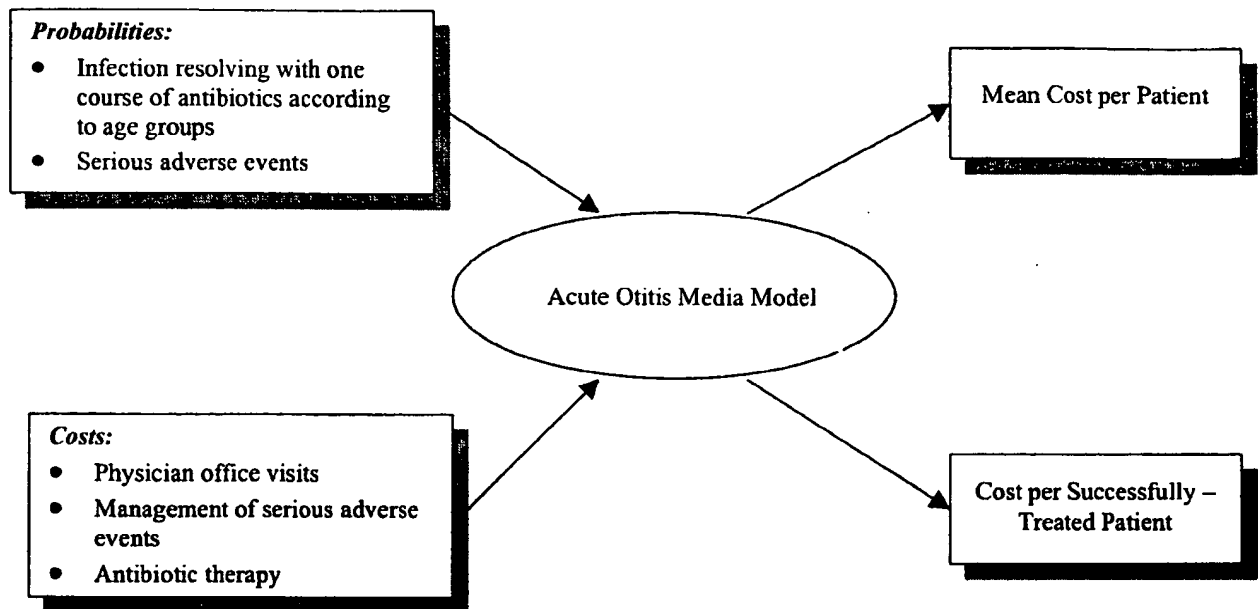 Probabilities:
● Infection resolving with one
course of antibiotics according
to age groups
● Serious adverse events
Mean Cost per Patient
Acute Otitis Media Model
Costs:
● Physician office visits
● Management of serious adverse
events
● Antibiotic therapy
Cost per Successfully –
Treated Patient